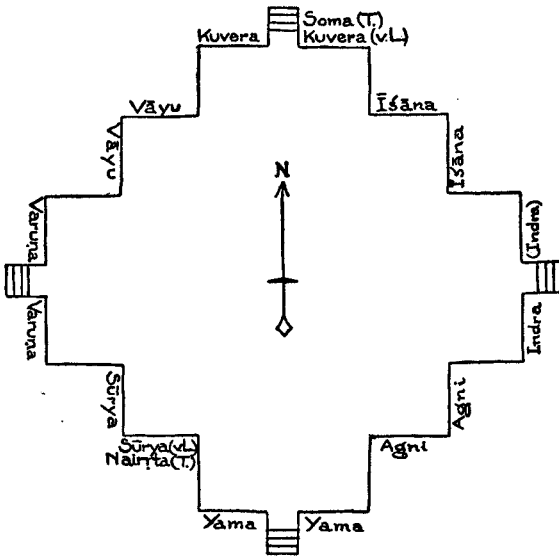 Soma (T.)
Kuvera
Kuvera (v.L.)
Vāyu
Īśāna
Vāyu
Īśāna
N
Varuṇa
(Indra)
Varuṇa
Indra
Sūrya
Agni
Sūrya (v.L.)
Nairṛta (T.)
Agni
Yama
Yama